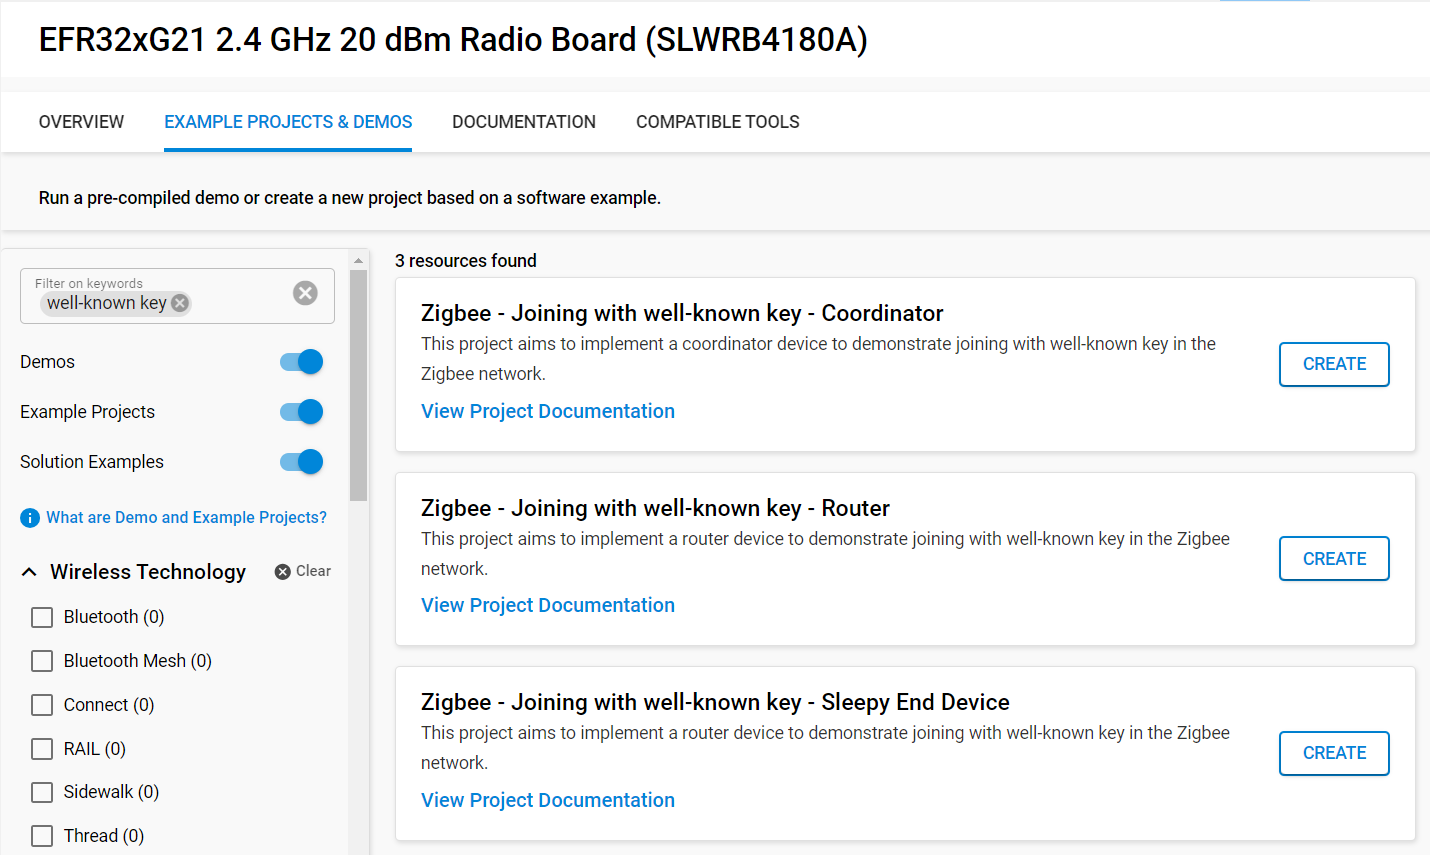 EFR32xG21 2.4 GHz 20 dBm Radio Board (SLWRB4180A)
OVERVIEW
EXAMPLE PROJECTS & DEMOS
DOCUMENTATION
COMPATIBLE TOOLS
Run a pre-compiled demo or create a new project based on a software example.
Filter on keywords
well-known key
Demos
Example Projects
Solution Examples
What are Demo and Example Projects?
Wireless Technology
Clear
Bluetooth (0)
Bluetooth Mesh (0)
Connect (0)
RAIL (0)
Sidewalk (0)
Thread (0)
3 resources found
Zigbee - Joining with well-known key - Coordinator
This project aims to implement a coordinator device to demonstrate joining with well-known key in the
Zigbee network.
View Project Documentation
CREATE
Zigbee - Joining with well-known key - Router
This project aims to implement a router device to demonstrate joining with well-known key in the Zigbee
network.
View Project Documentation
CREATE
Zigbee - Joining with well-known key - Sleepy End Device
This project aims to implement a router device to demonstrate joining with well-known key in the Zigbee
network.
View Project Documentation
CREATE